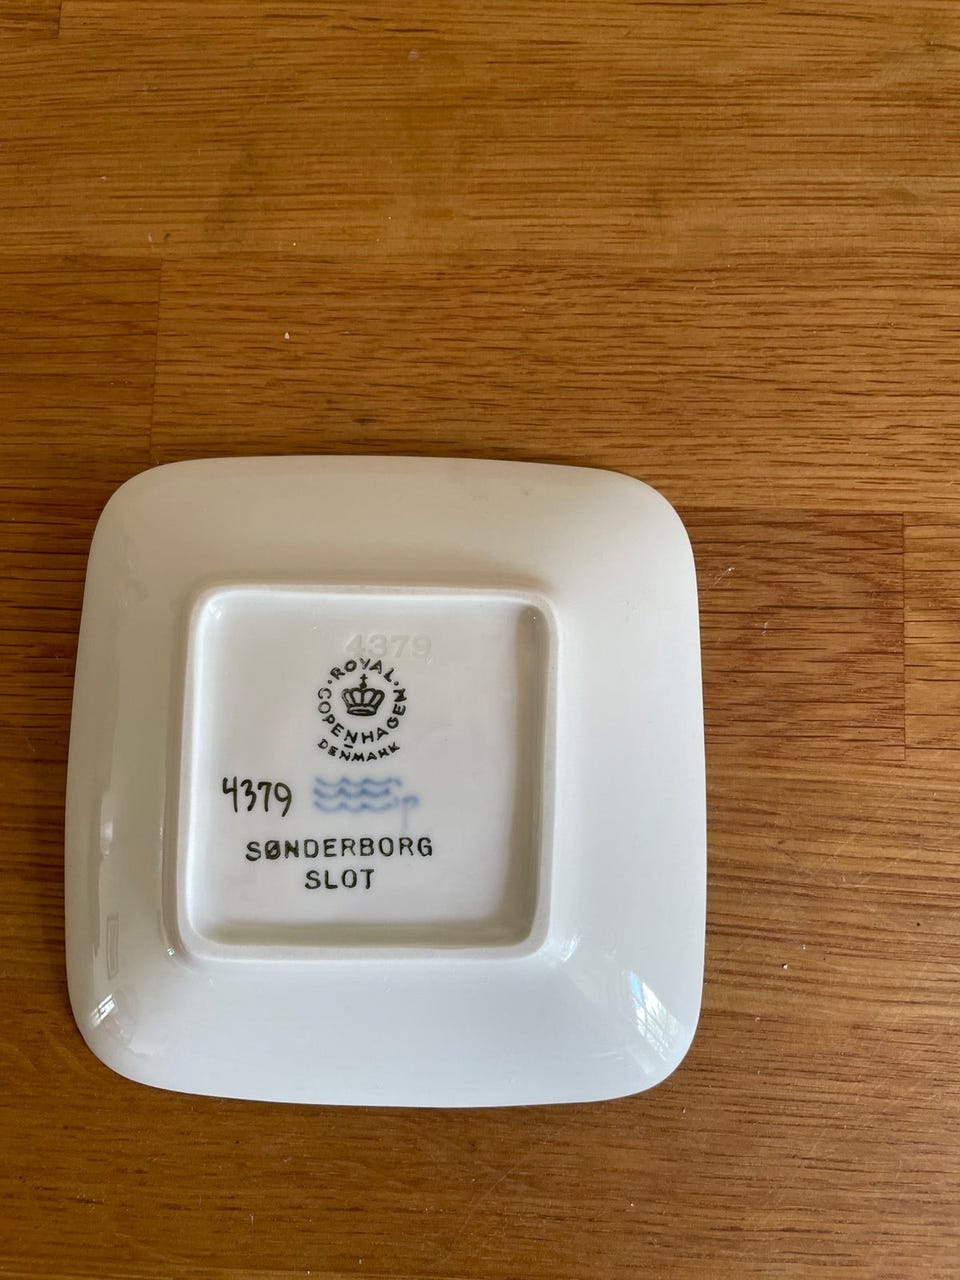 4379
ROYAL
COPENHAGEN
DENMARK
4379
SØNDERBORG
SLOT